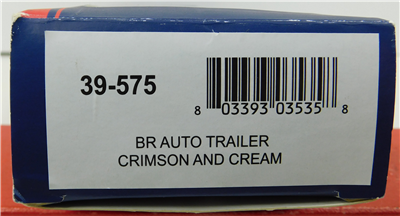 39-575
8 03393 03535 8
BR AUTO TRAILER
CRIMSON AND CREAM